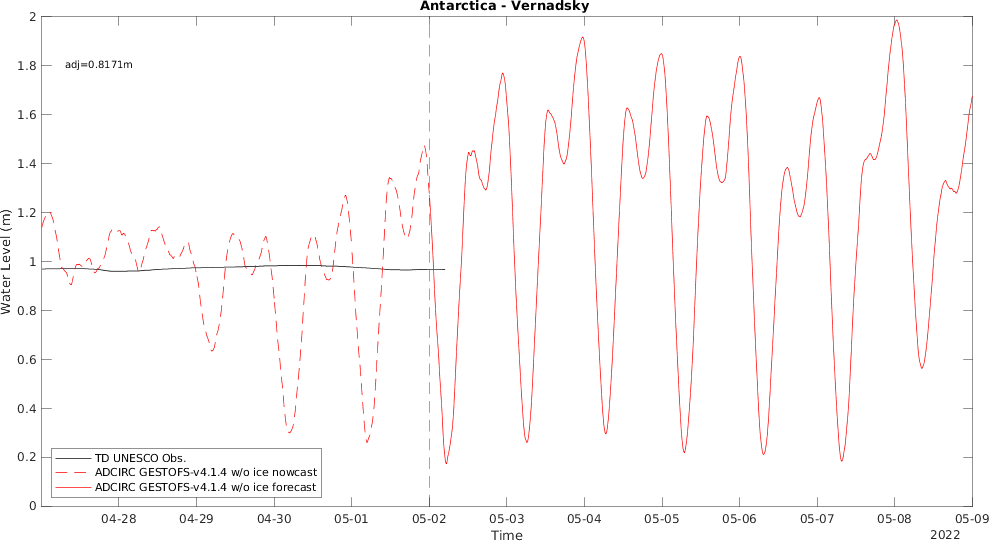 Antarctica - Vernadsky
2
1.8
1.6
1.4
1.2
1
0.8
0.6
0.4
0.2
0
Water Level (m)
adj=0.8171m
TD UNESCO Obs.
ADCIRC GESTOFS-v4.1.4 w/o ice nowcast
ADCIRC GESTOFS-v4.1.4 w/o ice forecast
04-28 04-29 04-30 05-01 05-02 05-03 05-04 05-05 05-06 05-07 05-08 05-09
Time
2022